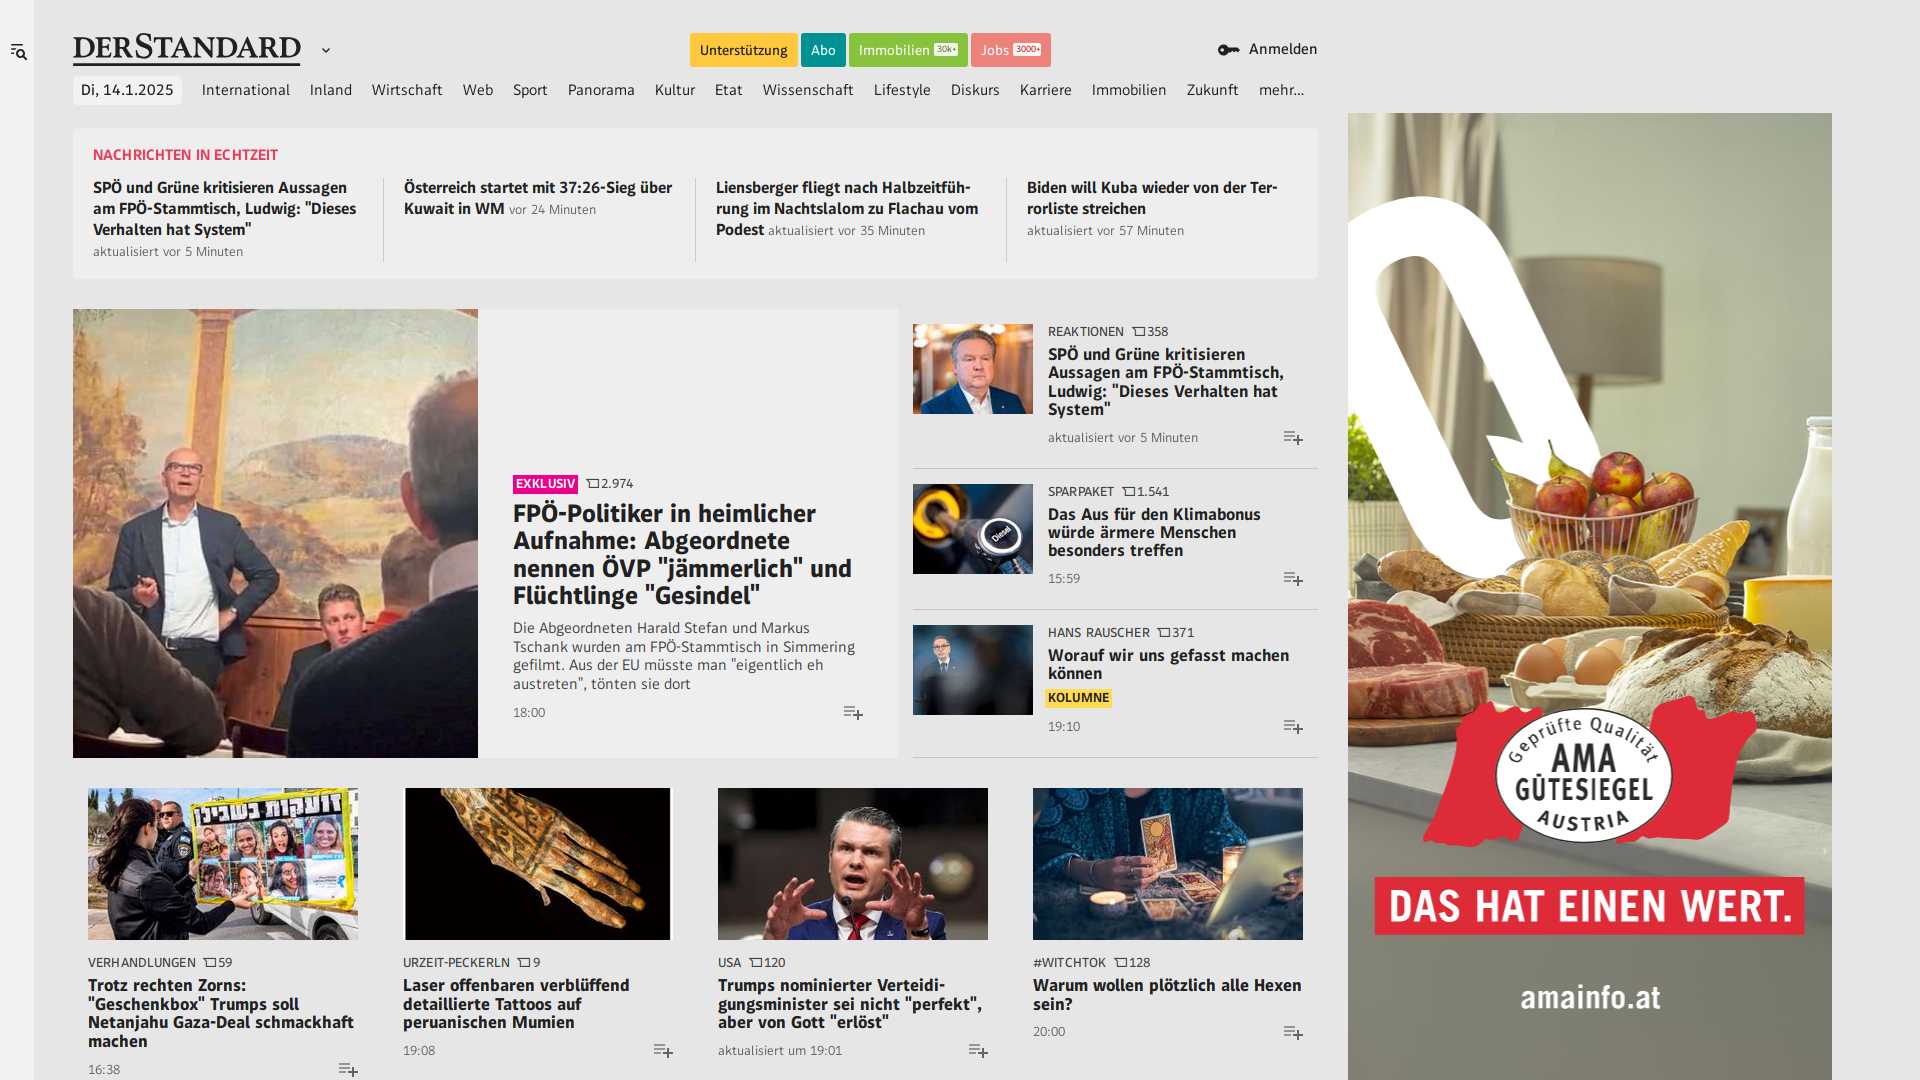 DERSTANDARD
Unterstützung
Abo
Immobilien 30k+
Jobs 3000+
Anmelden
Di, 14.1.2025
International
Inland
Wirtschaft
Web
Sport
Panorama
Kultur
Etat
Wissenschaft
Lifestyle
Diskurs
Karriere
Immobilien
Zukunft
mehr...
NACHRICHTEN IN ECHTZEIT
SPÖ und Grüne kritisieren Aussagen
am FPÖ-Stammtisch, Ludwig: "Dieses
Verhalten hat System"
aktualisiert vor 5 Minuten
Österreich startet mit 37:26-Sieg über
Kuwait in WM vor 24 Minuten
Liensberger fliegt nach Halbzeitfüh-
rung im Nachtslalom zu Flachau vom
Podest aktualisiert vor 35 Minuten
Biden will Kuba wieder von der Ter-
rorliste streichen
aktualisiert vor 57 Minuten
EXKLUSIV 2.974
FPÖ-Politiker in heimlicher
Aufnahme: Abgeordnete
nennen ÖVP "jämmerlich" und
Flüchtlinge "Gesindel"
Die Abgeordneten Harald Stefan und Markus
Tschank wurden am FPÖ-Stammtisch in Simmering
gefilmt. Aus der EU müsste man "eigentlich eh
austreten", tönten sie dort
18:00
REAKTIONEN 358
SPÖ und Grüne kritisieren
Aussagen am FPÖ-Stammtisch,
Ludwig: "Dieses Verhalten hat
System"
aktualisiert vor 5 Minuten
Diesel
SPARPAKET 1.541
Das Aus für den Klimabonus
würde ärmere Menschen
besonders treffen
15:59
HANS RAUSCHER 371
Worauf wir uns gefasst machen
können
KOLUMNE
19:10
VERHANDLUNGEN 59
Trotz rechten Zorns:
"Geschenkbox" Trumps soll
Netanjahu Gaza-Deal schmackhaft
machen
16:38
URZEIT-PECKERLN 9
Laser offenbaren verblüffend
detaillierte Tattoos auf
peruanischen Mumien
19:08
USA 120
Trumps nominierter Verteidi-
gungsminister sei nicht "perfekt",
aber von Gott "erlöst"
aktualisiert um 19:01
#WITCHTOK 128
Warum wollen plötzlich alle Hexen
sein?
20:00
Geprüfte Qualität
AMA
GÜTESIEGEL
AUSTRIA
DAS HAT EINEN WERT.
amainfo.at